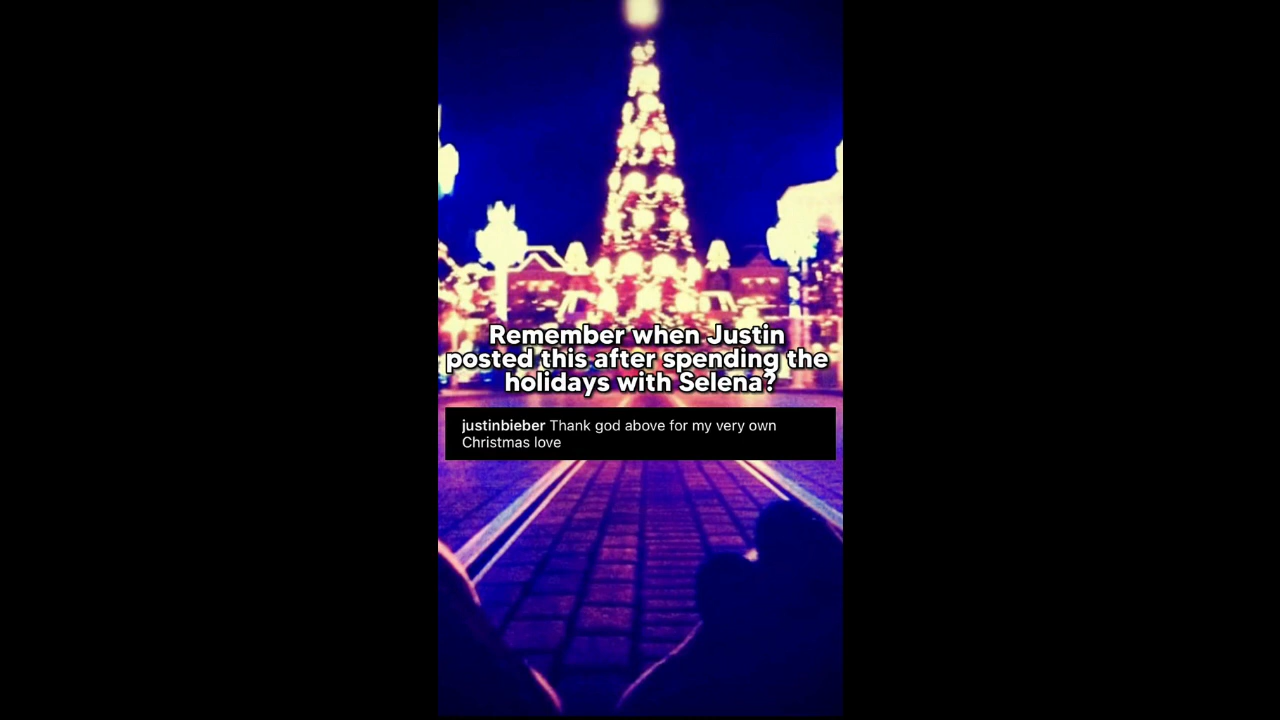 Remember when Justin
posted this after spending the
holidays with Selena?
justinbieber Thank god above for my very own
Christmas love